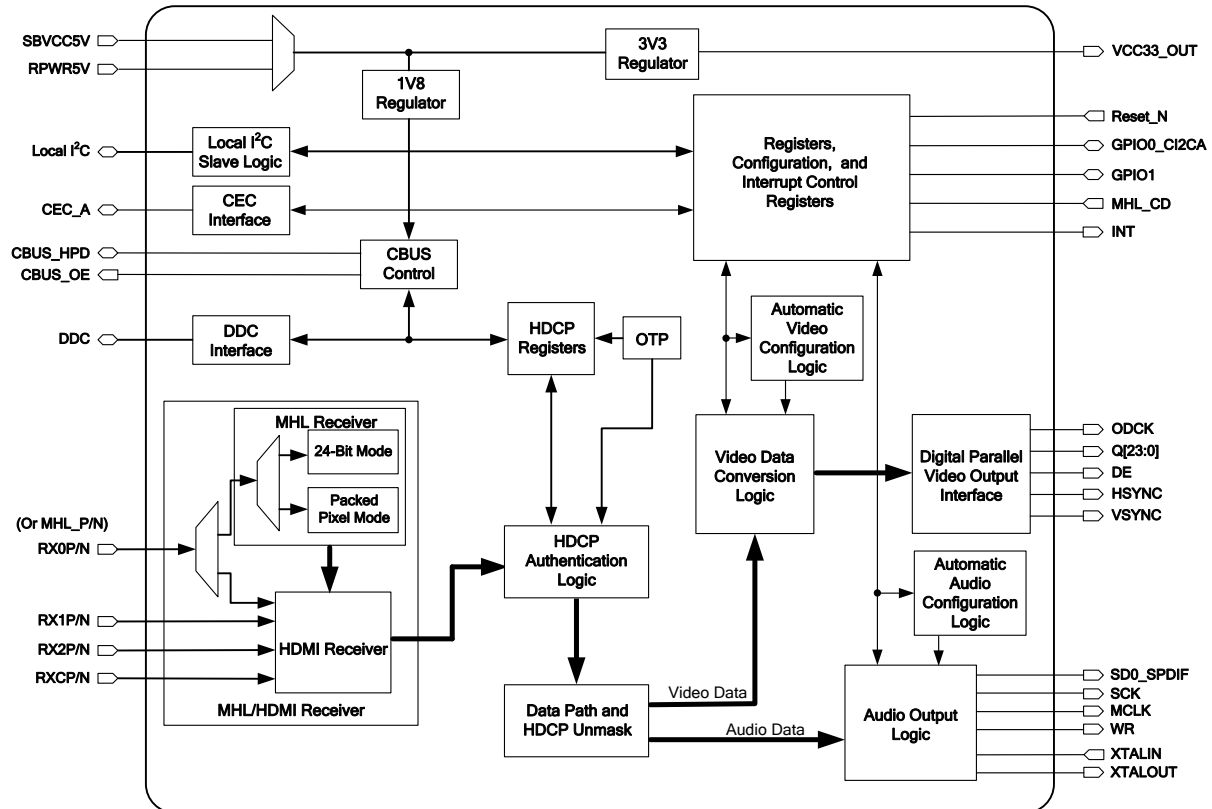 SBVCC5V
RPWR5V
3V3
Regulator
VCC33_OUT
1V8
Regulator
Local I²C
Local I²C
Slave Logic
CEC_A
CEC
Interface
CBUS_HPD
CBUS_OE
CBUS
Control
DDC
DDC
Interface
HDCP
Registers
OTP
Registers,
Configuration, and
Interrupt Control
Registers
Reset_N
GPIO0_CI2CA
GPIO1
MHL_CD
INT
Automatic
Video
Configuration
Logic
MHL Receiver
24-Bit Mode
Packed
Pixel Mode
(Or MHL_P/N)
RX0P/N
RX1P/N
RX2P/N
RXCP/N
HDMI Receiver
MHL/HDMI Receiver
HDCP
Authentication
Logic
Data Path and
HDCP Unmask
Video Data
Audio Data
Video Data
Conversion
Logic
Digital Parallel
Video Output
Interface
ODCK
Q[23:0]
DE
HSYNC
VSYNC
Automatic
Audio
Configuration
Logic
Audio Output
Logic
SD0_SPDIF
SCK
MCLK
WR
XTALIN
XTALOUT